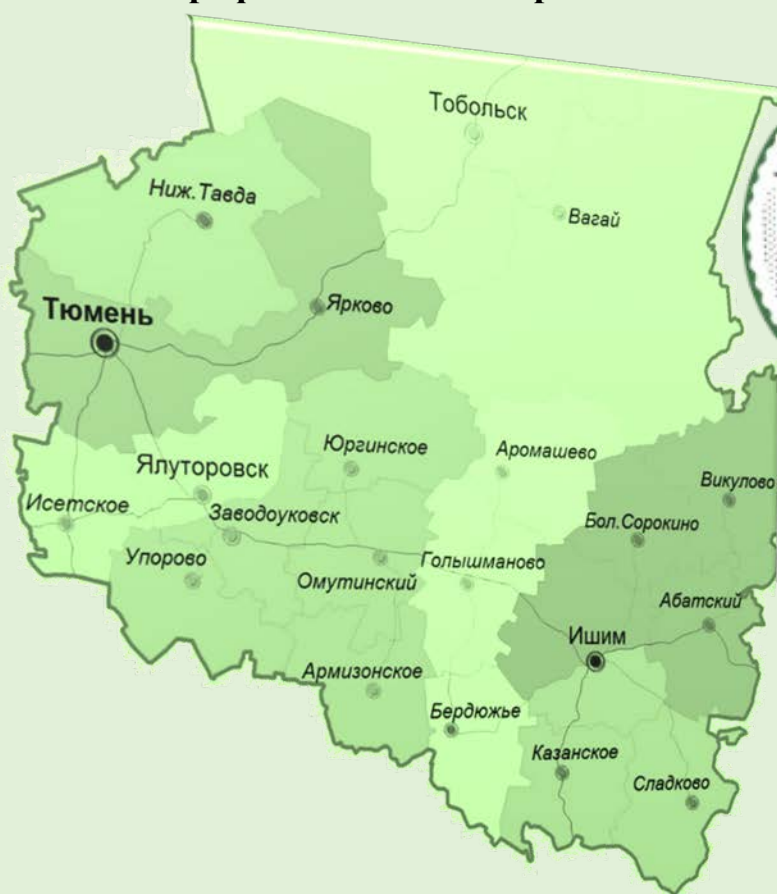 Тобольск
Ниж.Тавда
Вагай
Тюмень
Ярково
Юргинское
Аромашево
Ялуторовск
Викулово
Исетское
Заводоуковск
Бол.Сорокино
Упорово
Омутинский
Голышманово
Абатский
Ишим
Армизонское
Бердюжье
Казанское
Сладково